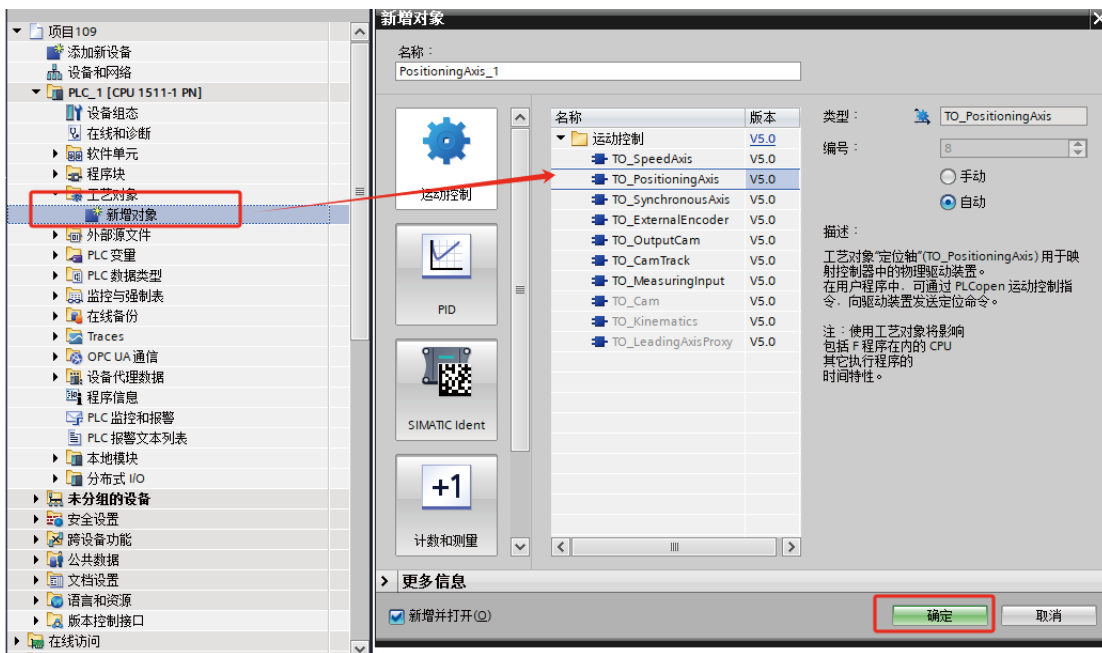 项目109
添加新设备
设备和网络
PLC_1 [CPU 1511-1 PN]
设备组态
在线和诊断
软件单元
程序块
工艺对象
新增对象
外部源文件
PLC 变量
PLC 数据类型
监控与强制表
在线备份
Traces
OPC UA 通信
设备代理数据
程序信息
PLC 监控和报警
PLC 报警文本列表
本地模块
分布式 I/O
未分组的设备
安全设置
跨设备功能
公共数据
文档设置
语言和资源
版本控制接口
在线访问
新增对象
名称：
PositioningAxis_1
运动控制
PID
SIMATIC Ident
+1
计数和测量
名称 版本
运动控制 V5.0
TO_SpeedAxis V5.0
TO_PositioningAxis V5.0
TO_SynchronousAxis V5.0
TO_ExternalEncoder V5.0
TO_OutputCam V5.0
TO_CamTrack V5.0
TO_MeasuringInput V5.0
TO_Cam V5.0
TO_Kinematics V5.0
TO_LeadingAxisProxy V5.0
类型： TO_PositioningAxis
编号： 8
手动
自动
描述：
工艺对象"定位轴"(TO_PositioningAxis) 用于映
射控制器中的物理驱动装置。
在用户程序中，可通过 PLCopen 运动控制指
令，向驱动装置发送定位命令。
注：使用工艺对象将影响
包括 F 程序在内的 CPU
其它执行程序的
时间特性。
更多信息
新增并打开(O)
确定
取消